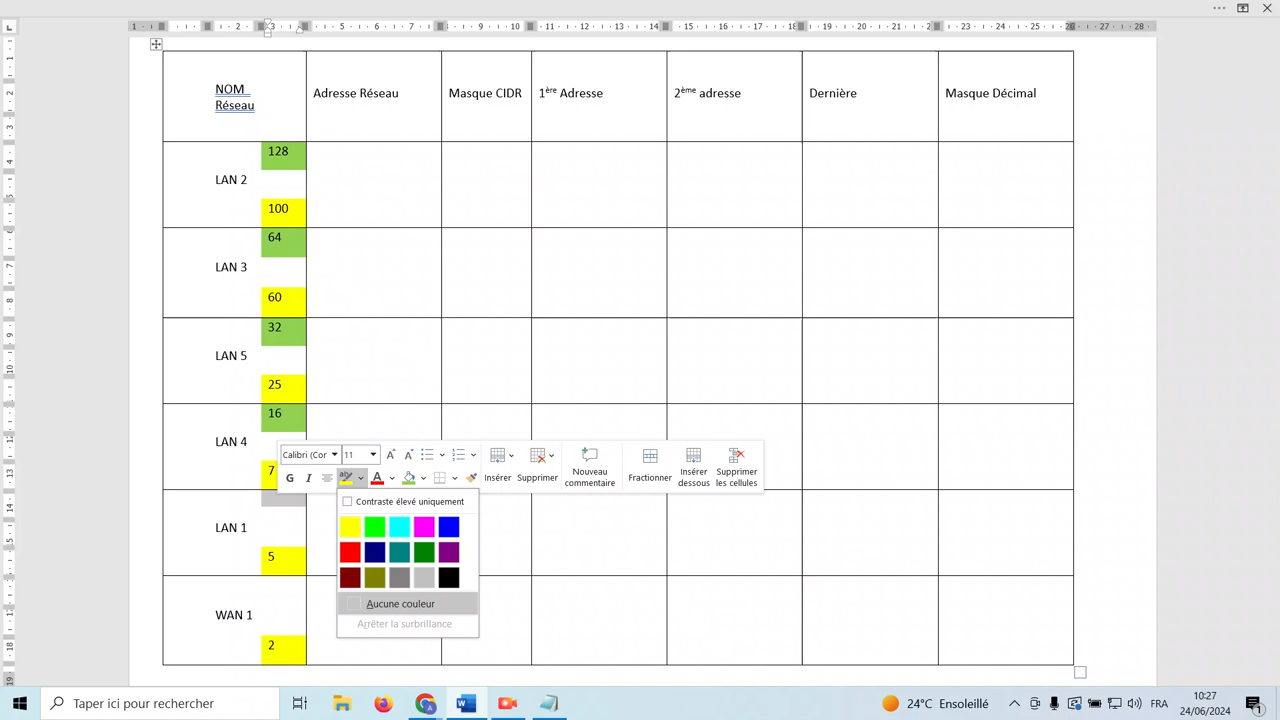 NOM Adresse Réseau Masque CIDR 1ère Adresse 2ème adresse Dernière Masque Décimal
Réseau
128
LAN 2
100
64
LAN 3
60
32
LAN 5
25
16
LAN 4
7
Calibri (Cor 11
G I
Insérer Supprimer Nouveau commentaire Fractionner Insérer dessous Supprimer les cellules
Contraste élevé uniquement
LAN 1
5
Aucune couleur
Arrêter la surbrillance
WAN 1
2
Taper ici pour rechercher
24°C Ensoleillé
FRA
10:27
24/06/2024